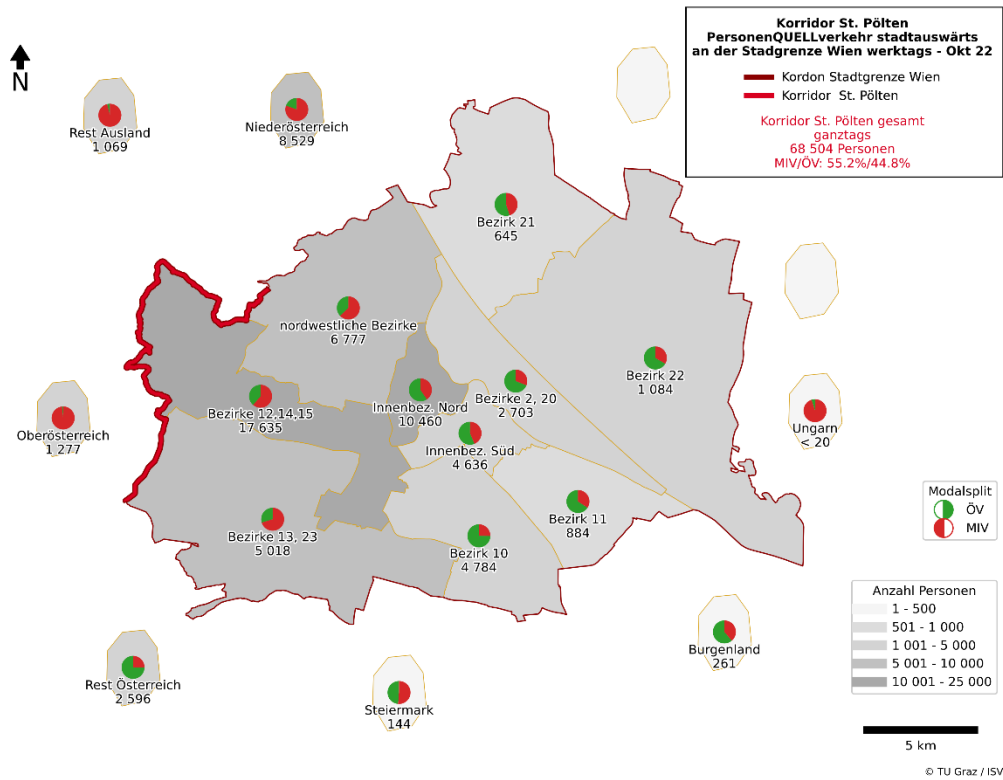 Korridor St. Pölten
PersonenQUELLverkehr stadtauswärts
an der Stadgrenze Wien werktags - Okt 22
Kordon Stadtgrenze Wien
Korridor St. Pölten
Korridor St. Pölten gesamt
ganztags
68 504 Personen
MIV/ÖV: 55.2%/44.8%
N
Rest Ausland
1 069
Niederösterreich
8 529
Bezirk 21
645
nordwestliche Bezirke
6 777
Bezirk 22
1 084
Bezirke 12,14,15
17 635
Innenbez. Nord
10 460
Bezirke 2, 20
2 703
Oberösterreich
1 277
Ungarn
< 20
Innenbez. Süd
4 636
Bezirk 11
884
Bezirke 13, 23
5 018
Bezirk 10
4 784
Modalsplit
ÖV
MIV
Anzahl Personen
1 - 500
501 - 1 000
1 001 - 5 000
5 001 - 10 000
10 001 - 25 000
Burgenland
261
Rest Österreich
2 596
Steiermark
144
5 km
© TU Graz / ISV